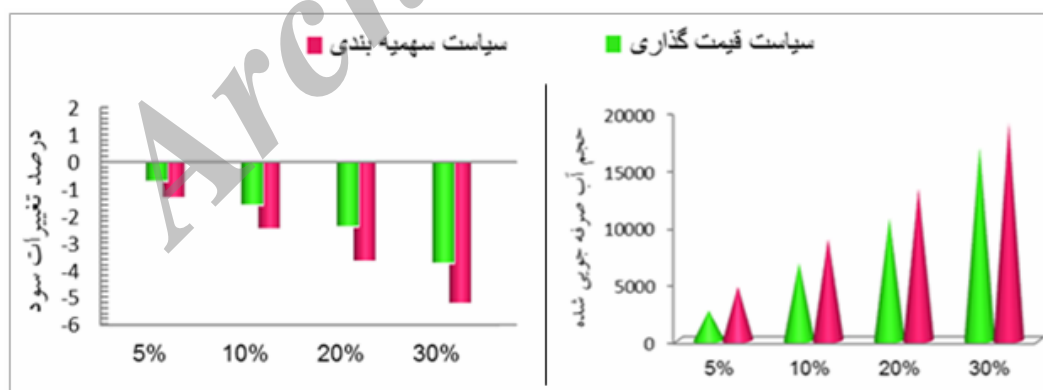 سیاست سهمیه بندی
سیاست قیمت گذاری
درصد تغییرات سود
2
1
0
-1
-2
-3
-4
-5
-6
5% 10% 20% 30%
حجم آب صرفه جویی شده
20000
15000
10000
5000
0
5% 10% 20% 30%